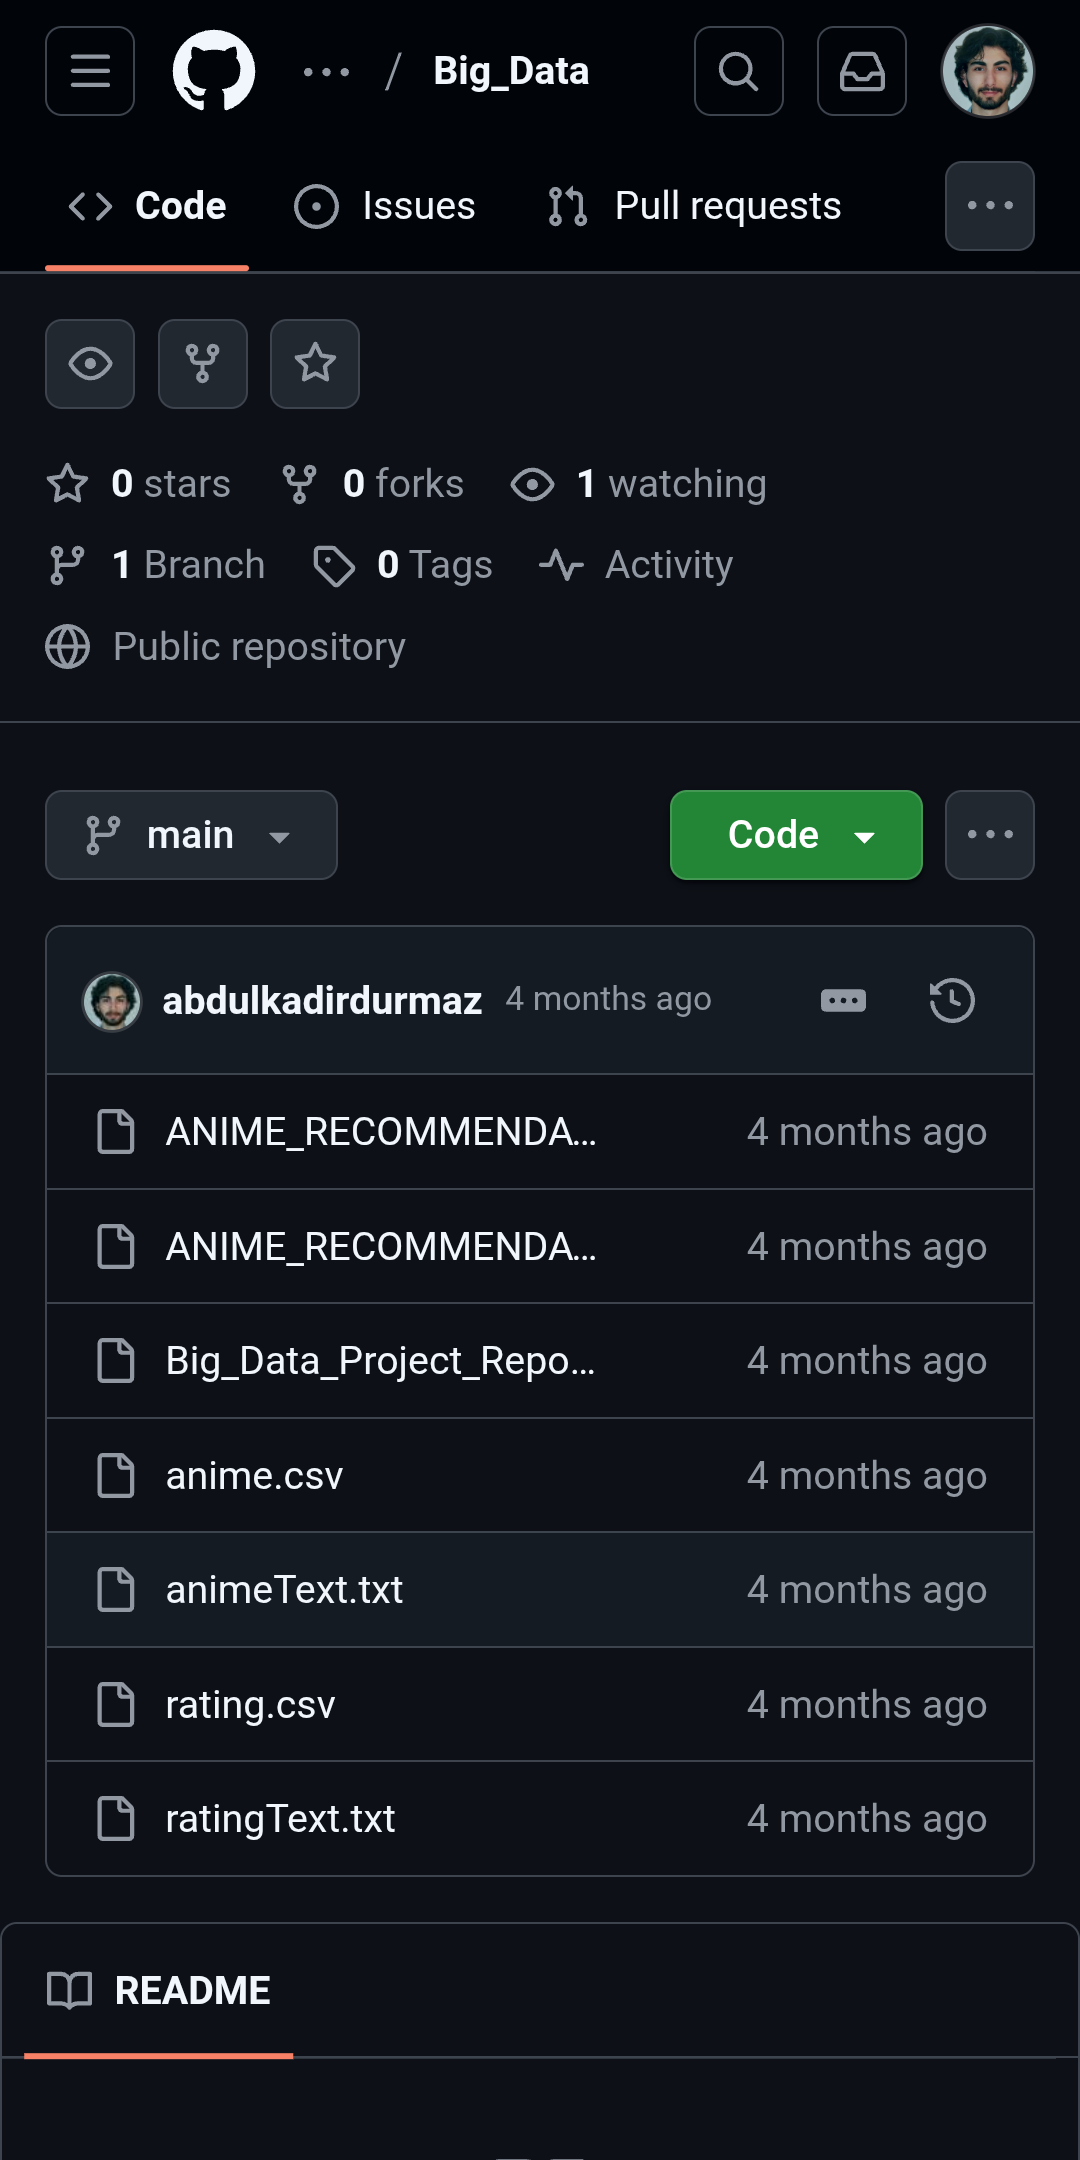 / Big_Data
Code Issues Pull requests
0 stars 0 forks 1 watching
1 Branch 0 Tags Activity
Public repository
main Code
abdulkadirdurmaz 4 months ago
ANIME_RECOMMENDA... 4 months ago
ANIME_RECOMMENDA... 4 months ago
Big_Data_Project_Repo... 4 months ago
anime.csv 4 months ago
animeText.txt 4 months ago
rating.csv 4 months ago
ratingText.txt 4 months ago
README